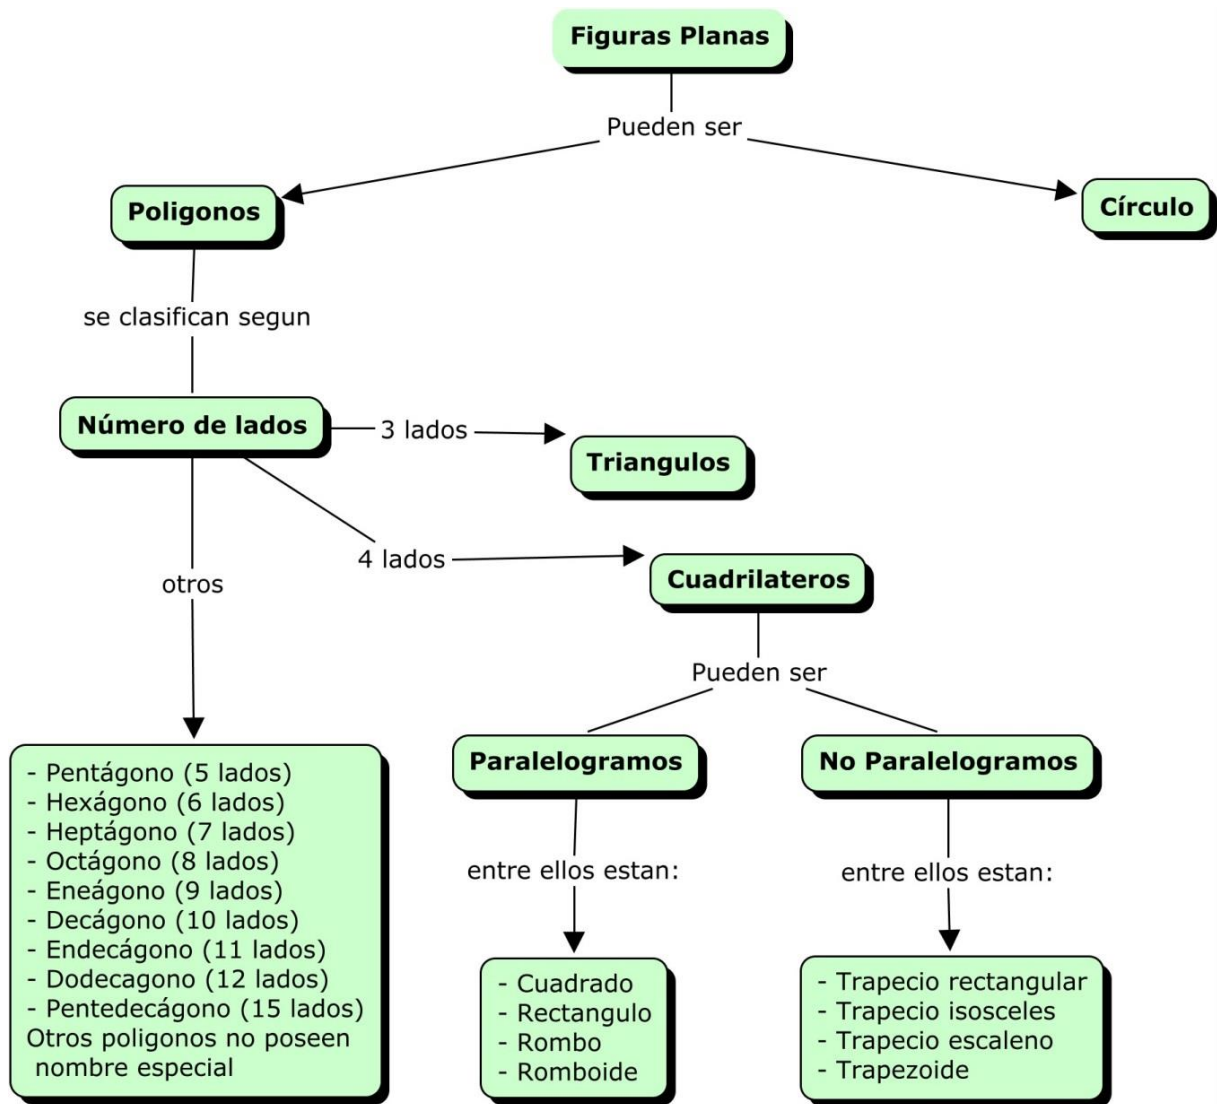 Figuras Planas
Pueden ser
Poligonos
Círculo
se clasifican segun
Número de lados
3 lados
Triangulos
4 lados
Cuadrilateros
otros
Pueden ser
Paralelogramos
No Paralelogramos
- Pentágono (5 lados)
- Hexágono (6 lados)
- Heptágono (7 lados)
- Octágono (8 lados)
- Eneágono (9 lados)
- Decágono (10 lados)
- Endecágono (11 lados)
- Dodecagono (12 lados)
- Pentedecágono (15 lados)
Otros poligonos no poseen
nombre especial
entre ellos estan:
- Cuadrado
- Rectangulo
- Rombo
- Romboide
entre ellos estan:
- Trapecio rectangular
- Trapecio isosceles
- Trapecio escaleno
- Trapezoide